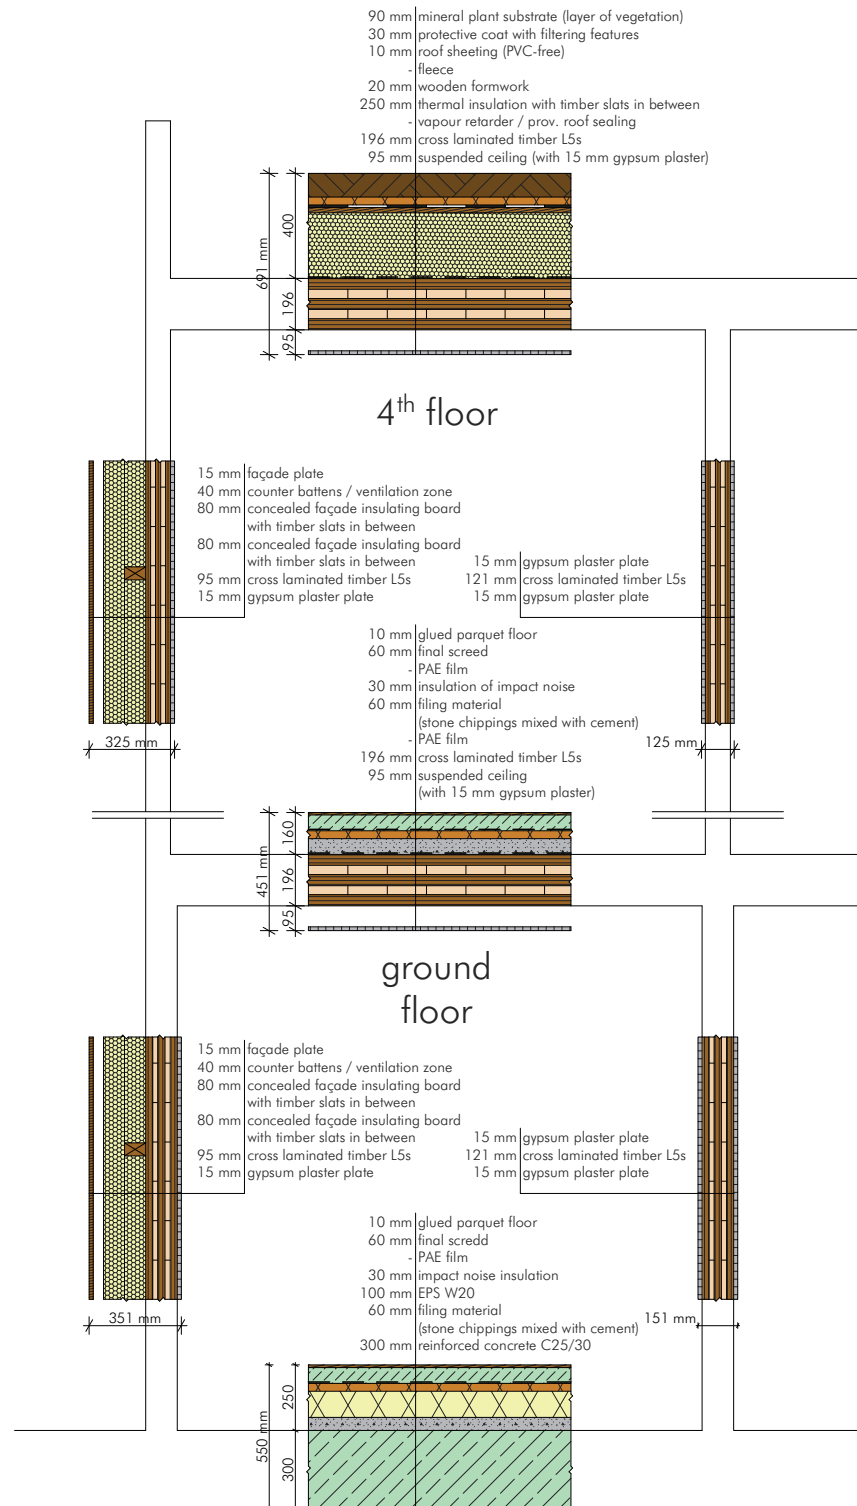 90 mm mineral plant substrate (layer of vegetation)
30 mm protective coat with filtering features
10 mm roof sheeting (PVC-free)
- fleece
20 mm wooden formwork
250 mm thermal insulation with timber slats in between
- vapour retarder / prov. roof sealing
196 mm cross laminated timber L5s
95 mm suspended ceiling (with 15 mm gypsum plaster)
691 mm
400
196
95
4th floor
15 mm façade plate
40 mm counter battens / ventilation zone
80 mm concealed façade insulating board
with timber slats in between
80 mm concealed façade insulating board
with timber slats in between
95 mm cross laminated timber L5s
15 mm gypsum plaster plate
15 mm gypsum plaster plate
121 mm cross laminated timber L5s
15 mm gypsum plaster plate
325 mm
125 mm
10 mm glued parquet floor
60 mm final screed
- PAE film
30 mm insulation of impact noise
60 mm filing material
(stone chippings mixed with cement)
- PAE film
196 mm cross laminated timber L5s
95 mm suspended ceiling
(with 15 mm gypsum plaster)
451 mm
160
196
95
ground
floor
15 mm façade plate
40 mm counter battens / ventilation zone
80 mm concealed façade insulating board
with timber slats in between
80 mm concealed façade insulating board
with timber slats in between
95 mm cross laminated timber L5s
15 mm gypsum plaster plate
15 mm gypsum plaster plate
121 mm cross laminated timber L5s
15 mm gypsum plaster plate
351 mm
151 mm
10 mm glued parquet floor
60 mm final scredd
- PAE film
30 mm impact noise insulation
100 mm EPS W20
60 mm filing material
(stone chippings mixed with cement)
300 mm reinforced concrete C25/30
550 mm
250
300